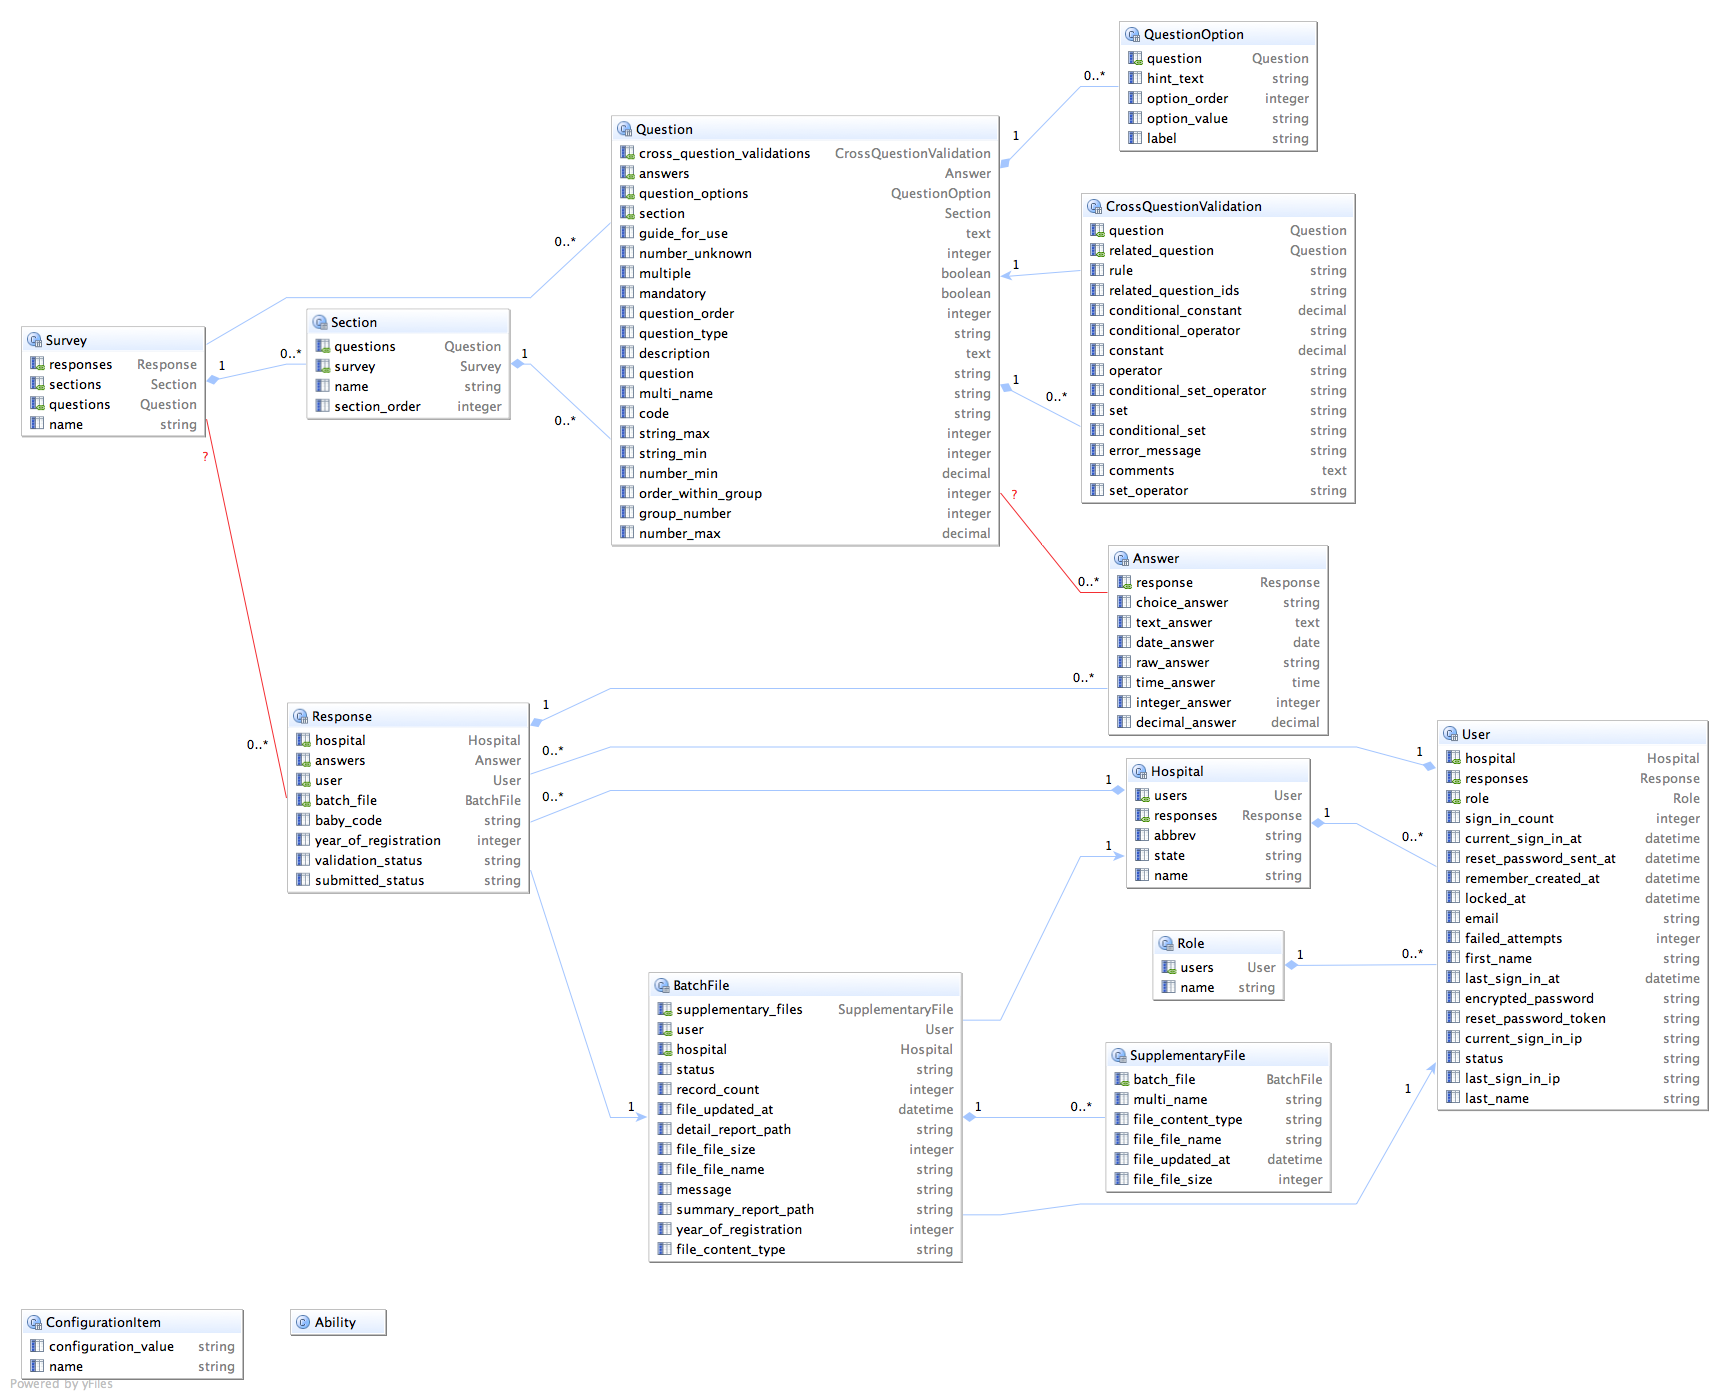 QuestionOption
question Question
hint_text string
option_order integer
option_value string
label string
0..*
1
Question
cross_question_validations CrossQuestionValidation
answers Answer
question_options QuestionOption
section Section
guide_for_use text
number_unknown integer
multiple boolean
mandatory boolean
question_order integer
question_type string
description text
question string
multi_name string
code string
string_max integer
string_min integer
number_min decimal
order_within_group integer
group_number integer
number_max decimal
CrossQuestionValidation
question Question
related_question Question
rule string
related_question_ids string
conditional_constant decimal
conditional_operator string
constant decimal
operator string
conditional_set_operator string
set string
conditional_set string
error_message string
comments text
set_operator string
1
1
0..*
0..*
Survey
responses Response
sections Section
questions Question
name string
1
0..*
Section
questions Question
survey Survey
name string
section_order integer
1
0..*
?
0..*
?
0..*
Answer
response Response
choice_answer string
text_answer text
date_answer date
raw_answer string
time_answer time
integer_answer integer
decimal_answer decimal
Response
hospital Hospital
answers Answer
user User
batch_file BatchFile
baby_code string
year_of_registration integer
validation_status string
submitted_status string
1
0..*
0..*
1
0..*
1
Hospital
users User
responses Response
abbrev string
state string
name string
1
0..*
1
User
hospital Hospital
responses Response
role Role
sign_in_count integer
current_sign_in_at datetime
reset_password_sent_at datetime
remember_created_at datetime
locked_at datetime
email string
failed_attempts integer
first_name string
last_sign_in_at datetime
encrypted_password string
reset_password_token string
current_sign_in_ip string
status string
last_sign_in_ip string
last_name string
Role
users User
name string
1
0..*
BatchFile
supplementary_files SupplementaryFile
user User
hospital Hospital
status string
record_count integer
file_updated_at datetime
detail_report_path string
file_file_size integer
file_file_name string
message string
summary_report_path string
year_of_registration integer
file_content_type string
1
1
0..*
SupplementaryFile
batch_file BatchFile
multi_name string
file_content_type string
file_file_name string
file_updated_at datetime
file_file_size integer
1
ConfigurationItem
configuration_value string
name string
Ability
Powered by yFiles